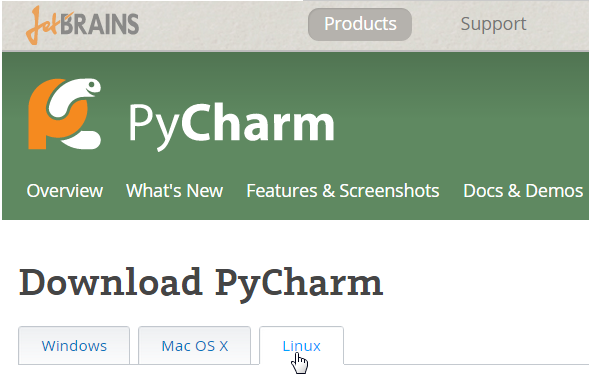 JetBRAINS
Products Support
PyCharm
Overview What's New Features & Screenshots Docs & Demos
Download PyCharm
Windows Mac OS X Linux